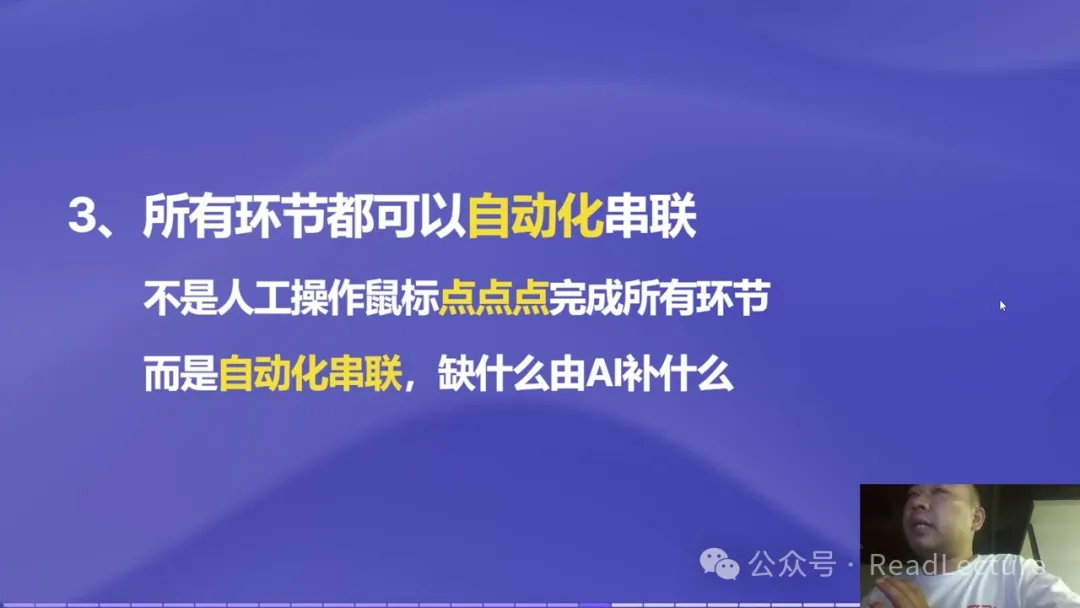 3、所有环节都可以自动化串联
不是人工操作鼠标点点点完成所有环节
而是自动化串联，缺什么由AI补什么
公众号 · ReadLecture